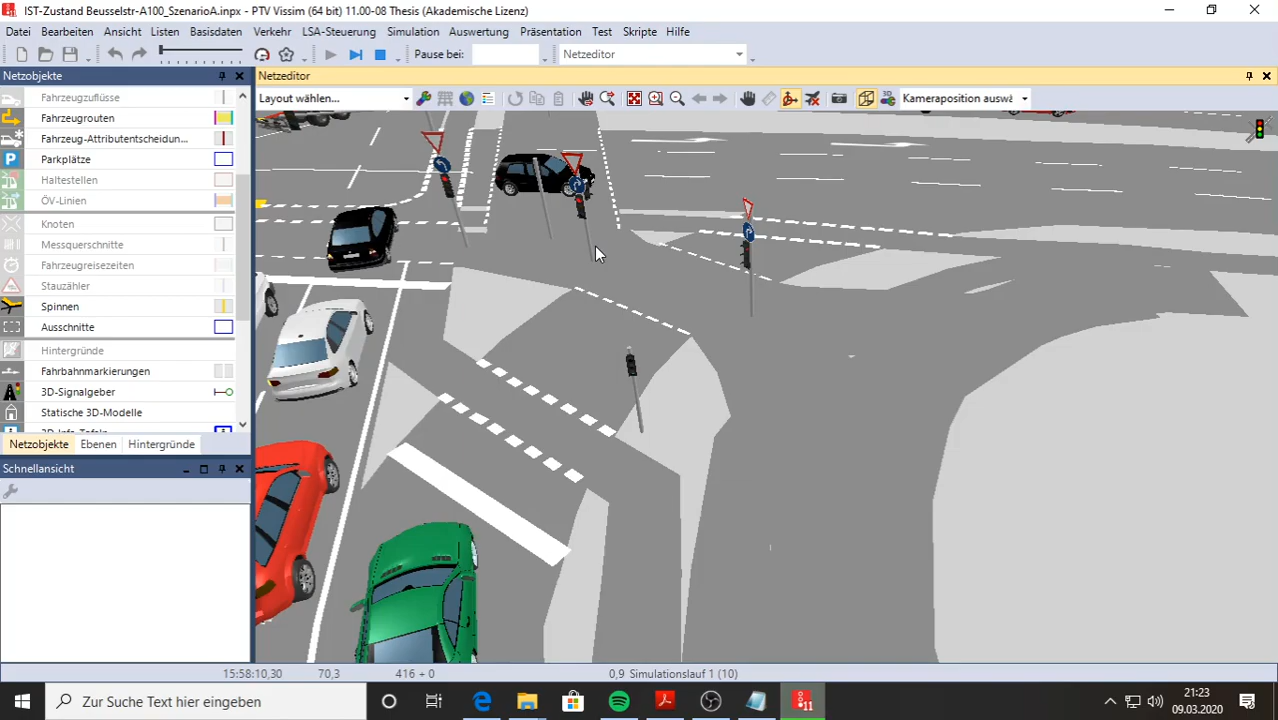 IST-Zustand Beusselstr-A100_SzenarioA.inpx - PTV Vissim (64 bit) 11.00-08 Thesis (Akademische Lizenz)
Datei Bearbeiten Ansicht Listen Basisdaten Verkehr LSA-Steuerung Simulation Auswertung Präsentation Test Skripte Hilfe
Pause bei: Netzeditor
Netzobjekte
Netzeditor
Layout wählen...
Kameraposition auswä
Fahrzeugzuflüsse
Fahrzeugrouten
Fahrzeug-Attributentscheidun...
P Parkplätze
Haltestellen
ÖV-Linien
Knoten
Messquerschnitte
Fahrzeugreisezeiten
Stauzähler
Spinnen
Ausschnitte
Hintergründe
Fahrbahnmarkierungen
3D-Signalgeber
Statische 3D-Modelle
3D-Info-Tafeln
Netzobjekte Ebenen Hintergründe
Schnellansicht
15:58:10,30 70,3 416 + 0 0,9 Simulationslauf 1 (10)
Zur Suche Text hier eingeben
11
21:23
09.03.2020